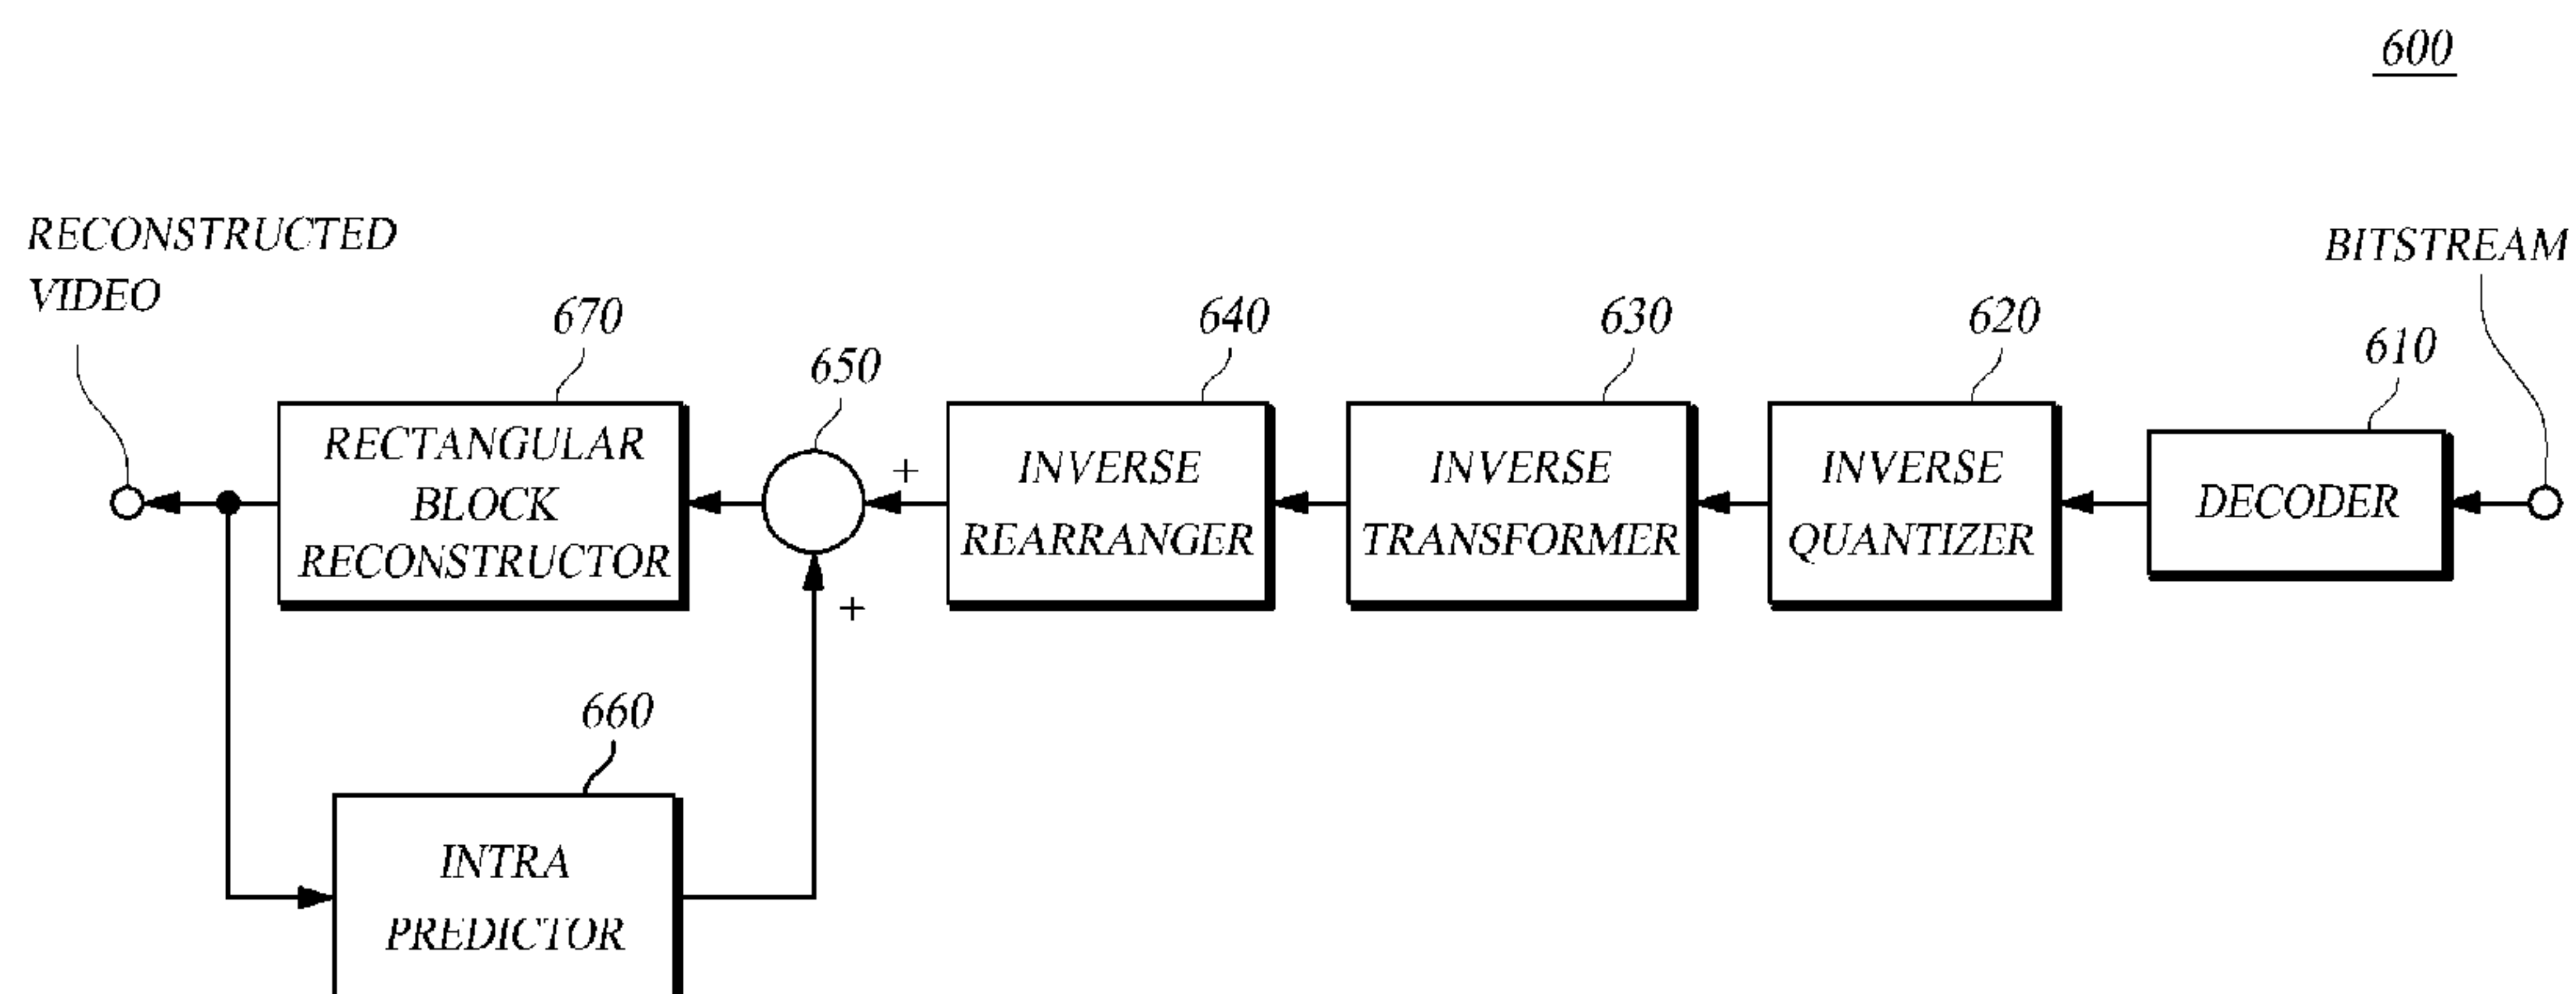 600
RECONSTRUCTED
VIDEO
BITSTREAM
670
650
640
630
620
610
RECTANGULAR
BLOCK
RECONSTRUCTOR
+
INVERSE
REARRANGER
INVERSE
TRANSFORMER
INVERSE
QUANTIZER
DECODER
+
660
INTRA
PREDICTOR